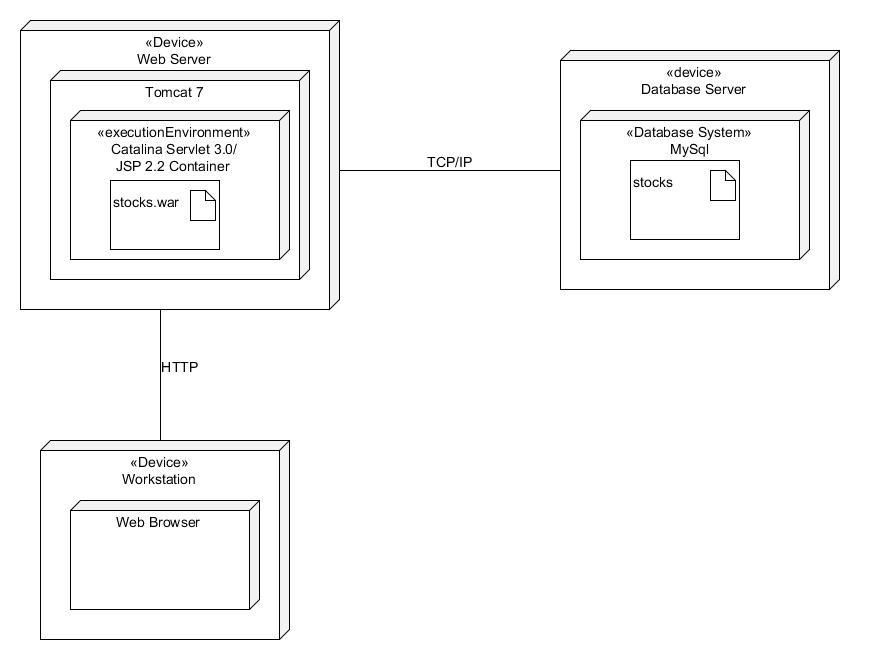 «Device»
Web Server
Tomcat 7
«executionEnvironment»
Catalina Servlet 3.0/
JSP 2.2 Container
stocks.war
TCP/IP
«device»
Database Server
«Database System»
MySql
stocks
HTTP
«Device»
Workstation
Web Browser